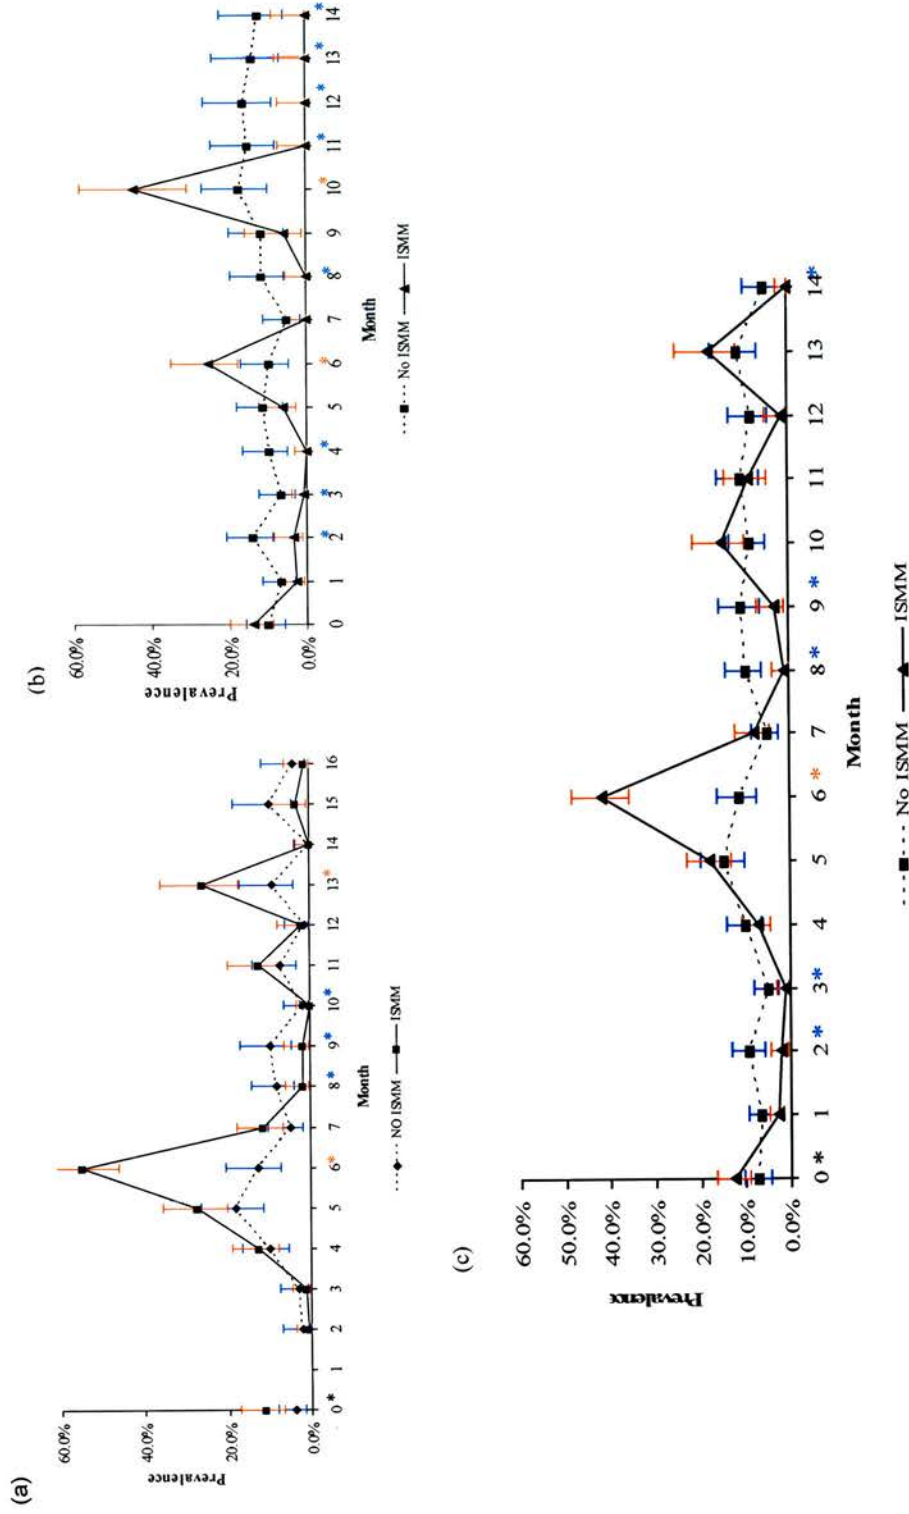 (a)
60.0%
40.0%
20.0%
0.0%
Prevalence
0* 1 2 3 4 5 6* 7 8* 9* 10* 11 12 13* 14 15 16
Month
NO ISMM ISMM
(b)
60.0%
40.0%
20.0%
0.0%
Prevalence
0 1 2* 3* 4* 5 6* 7 8* 9 10* 11* 12* 13* 14*
Month
No ISMM ISMM
(c)
60.0%
50.0%
40.0%
30.0%
20.0%
10.0%
0.0%
Prevalence
0* 1 2* 3* 4 5 6* 7 8* 9* 10 11 12 13 14*
Month
No ISMM ISMM